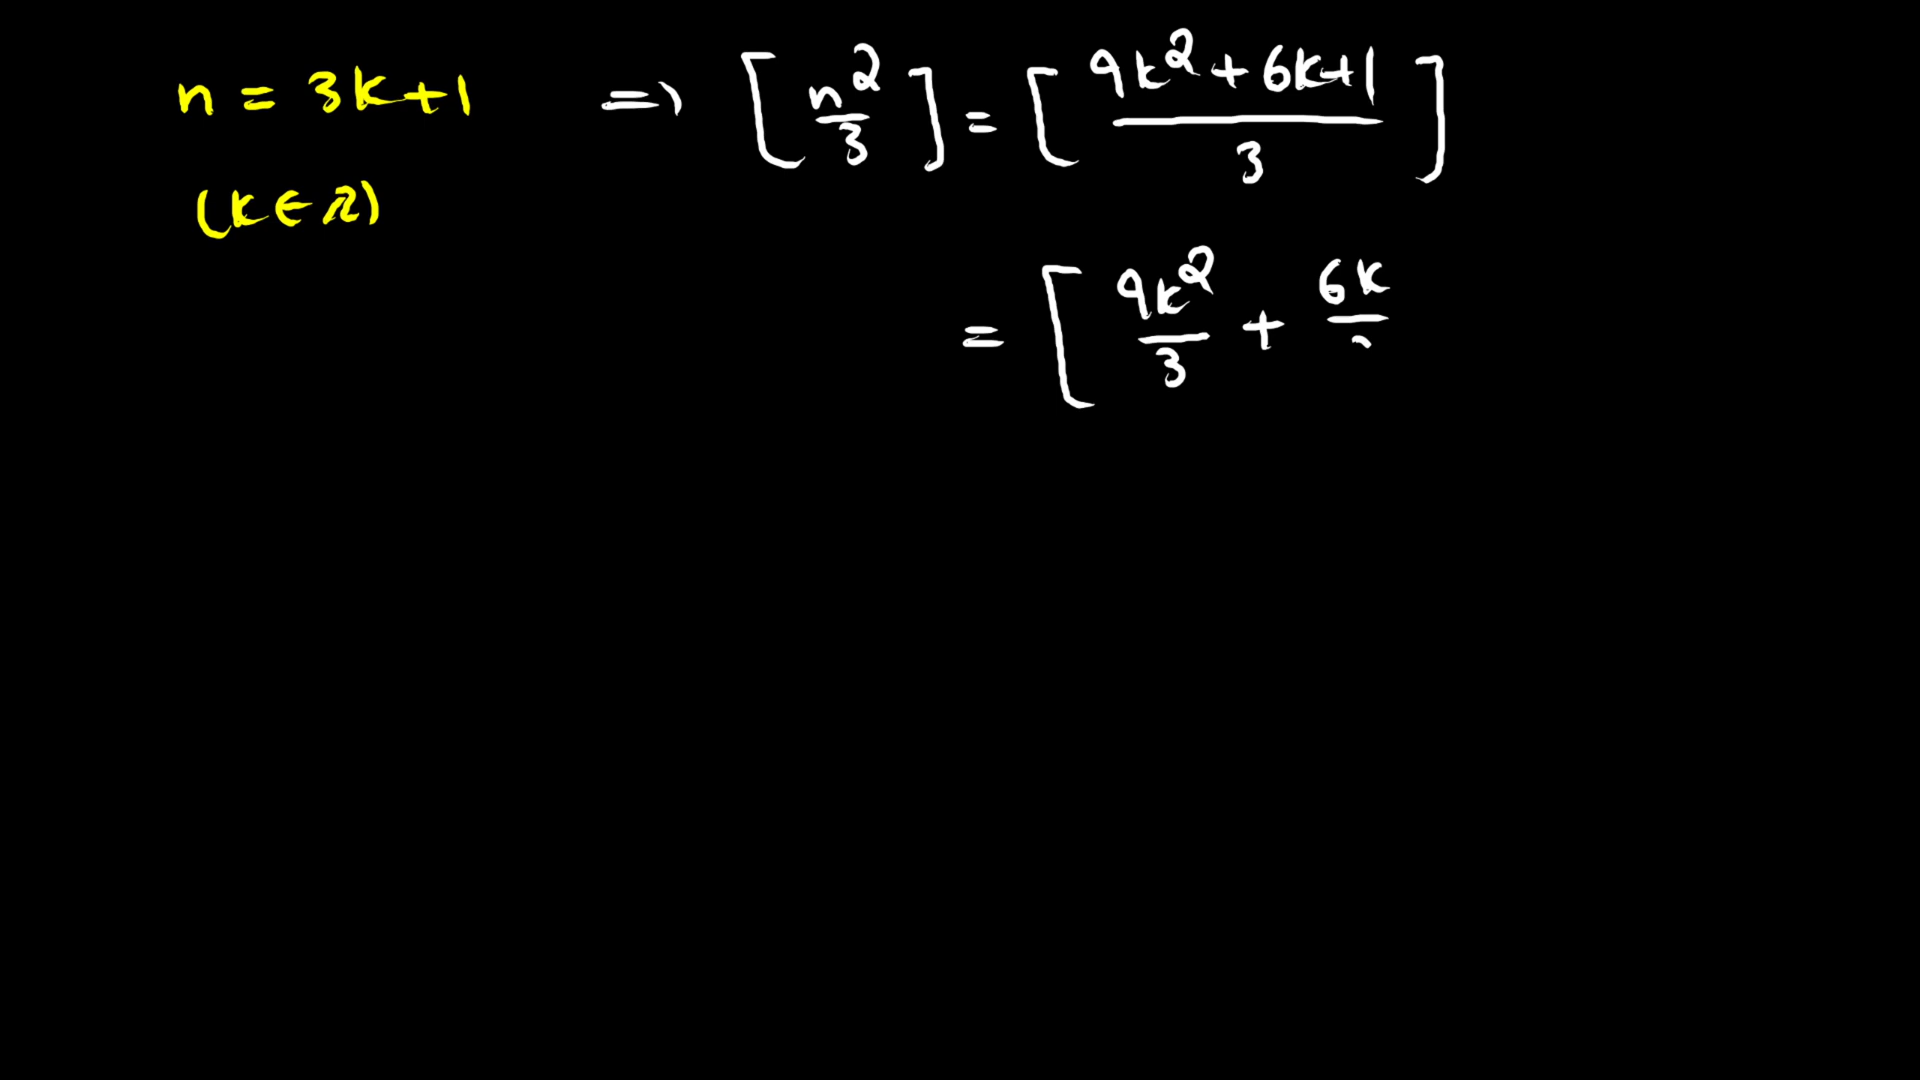 n = 3k+1 ⇒ [n²/3] = [(9k²+6k+1)/3]
(k∈ℤ)
= [9k²/3 + 6k/